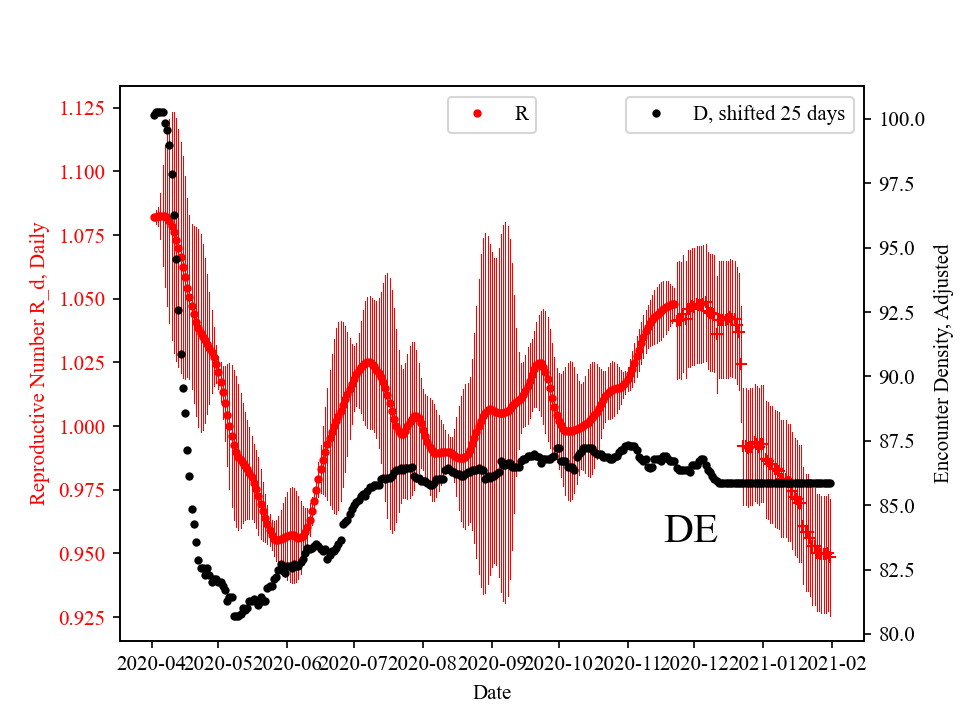 R
D, shifted 25 days
1.125
1.100
1.075
1.050
1.025
1.000
0.975
0.950
0.925
Reproductive Number R_d, Daily
100.0
97.5
95.0
92.5
90.0
87.5
85.0
82.5
80.0
Encounter Density, Adjusted
DE
2020-04 2020-05 2020-06 2020-07 2020-08 2020-09 2020-10 2020-11 2020-12 2021-01 2021-02
Date